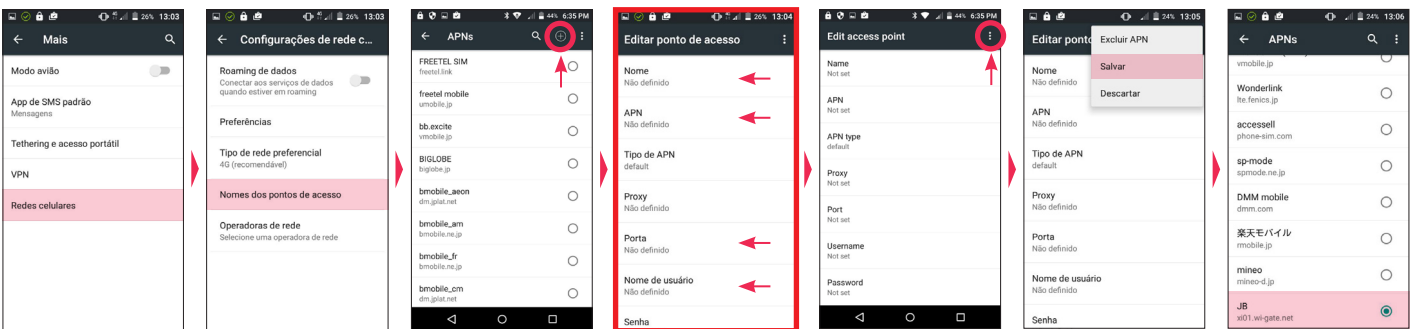 26% 13:03
Mais
Modo avião
App de SMS padrão
Mensagens
Tethering e acesso portátil
VPN
Redes celulares
26% 13:03
Configurações de rede c...
Roaming de dados
Conectar aos serviços de dados
quando estiver em roaming
Preferências
Tipo de rede preferencial
4G (recomendável)
Nomes dos pontos de acesso
Operadoras de rede
Selecione uma operadora de rede
44% 6:35 PM
APNs
FREETEL SIM
freetel.link
freetel mobile
umobile.jp
bb.excite
vmobile.jp
BIGLOBE
biglobe.jp
bmobile_aeon
dm.jplat.net
bmobile_am
bmobile.ne.jp
bmobile_fr
bmobile.ne.jp
bmobile_cm
dm.jplat.net
26% 13:04
Editar ponto de acesso
Nome
Não definido
APN
Não definido
Tipo de APN
default
Proxy
Não definido
Porta
Não definido
Nome de usuário
Não definido
Senha
44% 6:35 PM
Edit access point
Name
Not set
APN
Not set
APN type
default
Proxy
Not set
Port
Not set
Username
Not set
Password
Not set
24% 13:05
Editar ponto
Excluir APN
Salvar
Descartar
Nome
Não definido
APN
Não definido
Tipo de APN
default
Proxy
Não definido
Porta
Não definido
Nome de usuário
Não definido
Senha
24% 13:06
APNs
vmobile.jp
Wonderlink
lte.fenics.jp
accessell
phone-sim.com
sp-mode
spmode.ne.jp
DMM mobile
dmm.com
楽天モバイル
rmobile.jp
mineo
mineo-d.jp
JB
xi01.wi-gate.net